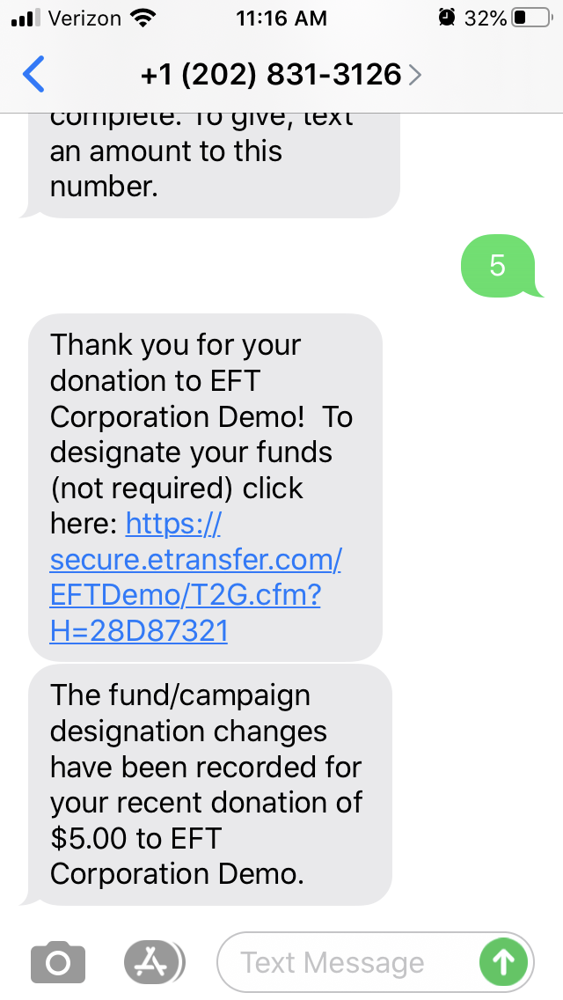 Verizon 11:16 AM 32%
+1 (202) 831-3126
complete. To give, text
an amount to this
number.
5
Thank you for your
donation to EFT
Corporation Demo!  To
designate your funds
(not required) click
here: https://
secure.etransfer.com/
EFTDemo/T2G.cfm?
H=28D87321
The fund/campaign
designation changes
have been recorded for
your recent donation of
$5.00 to EFT
Corporation Demo.
Text Message